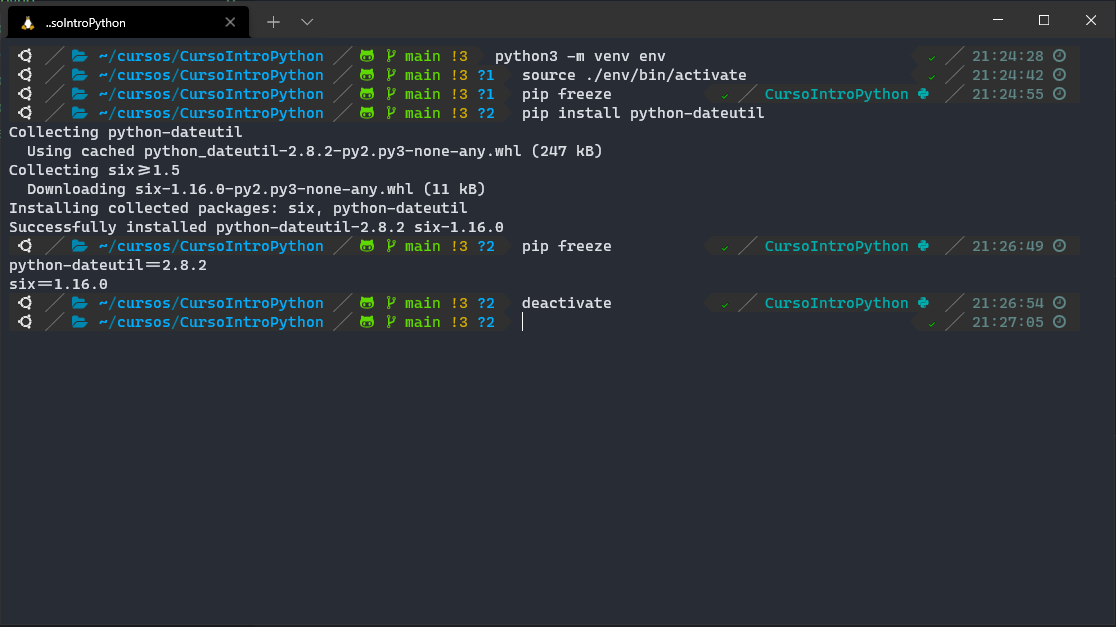 ..soIntroPython
~/cursos/CursoIntroPython main !3 python3 -m venv env 21:24:28
~/cursos/CursoIntroPython main !3 ?1 source ./env/bin/activate 21:24:42
~/cursos/CursoIntroPython main !3 ?1 pip freeze CursoIntroPython 21:24:55
~/cursos/CursoIntroPython main !3 ?2 pip install python-dateutil
Collecting python-dateutil
Using cached python_dateutil-2.8.2-py2.py3-none-any.whl (247 kB)
Collecting six>=1.5
Downloading six-1.16.0-py2.py3-none-any.whl (11 kB)
Installing collected packages: six, python-dateutil
Successfully installed python-dateutil-2.8.2 six-1.16.0
~/cursos/CursoIntroPython main !3 ?2 pip freeze CursoIntroPython 21:26:49
python-dateutil==2.8.2
six==1.16.0
~/cursos/CursoIntroPython main !3 ?2 deactivate CursoIntroPython 21:26:54
~/cursos/CursoIntroPython main !3 ?2 21:27:05